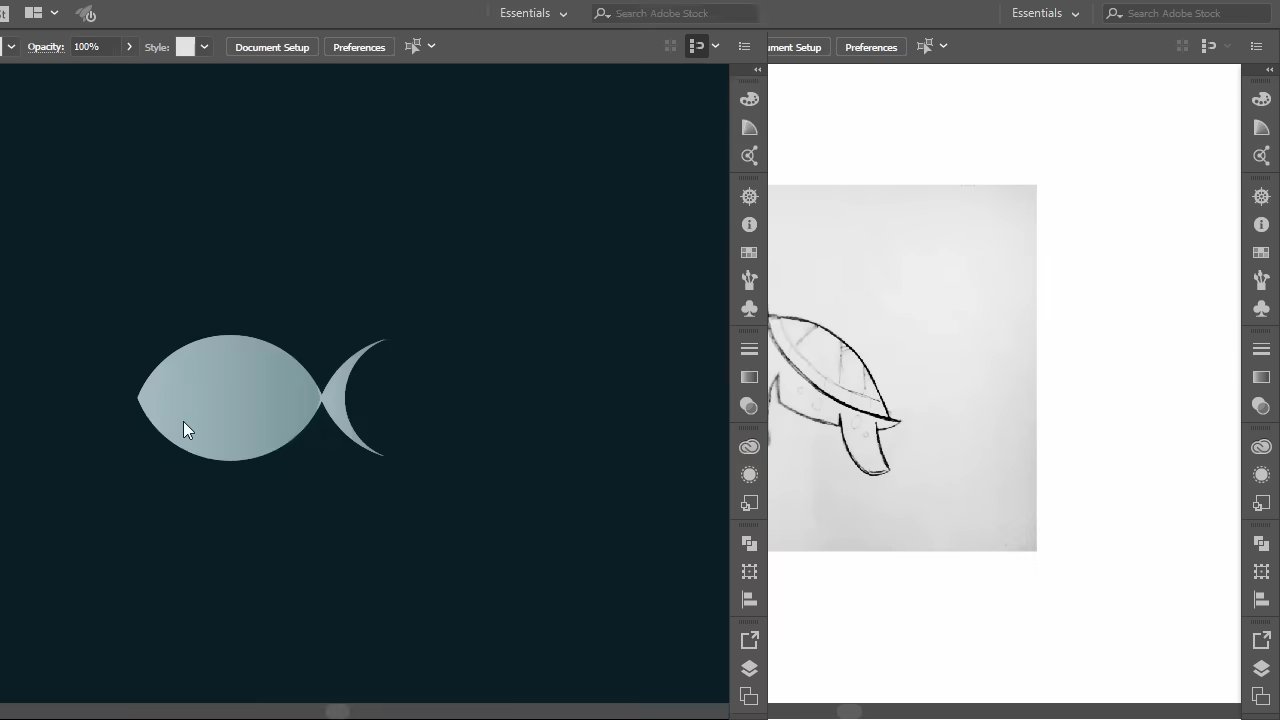 Essentials Search Adobe Stock Essentials Search Adobe Stock
Opacity: 100% Style: Document Setup Preferences ment Setup Preferences